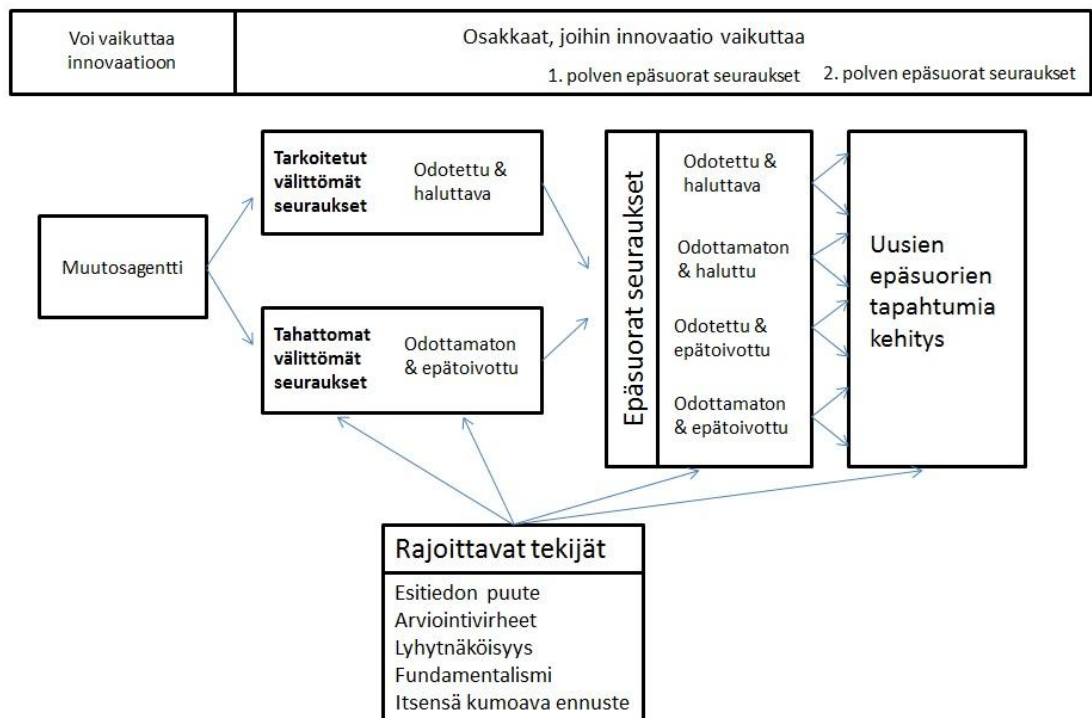 Voi vaikuttaa
innovaatioon
Osakkaat, joihin innovaatio vaikuttaa
1. polven epäsuorat seuraukset
2. polven epäsuorat seuraukset
Muutosagentti
Tarkoitetut
välittömät
seuraukset
Odotettu &
haluttava
Tahattomat
välittömät
seuraukset
Odottamaton
& epätoivottu
Epäsuorat seuraukset
Odotettu &
haluttava
Odottamaton
& haluttu
Odotettu &
epätoivottu
Odottamaton
& epätoivottu
Uusien
epäsuorien
tapahtumia
kehitys
Rajoittavat tekijät
Esitiedon puute
Arviointivirheet
Lyhytnäköisyys
Fundamentalismi
Itsensä kumoava ennuste